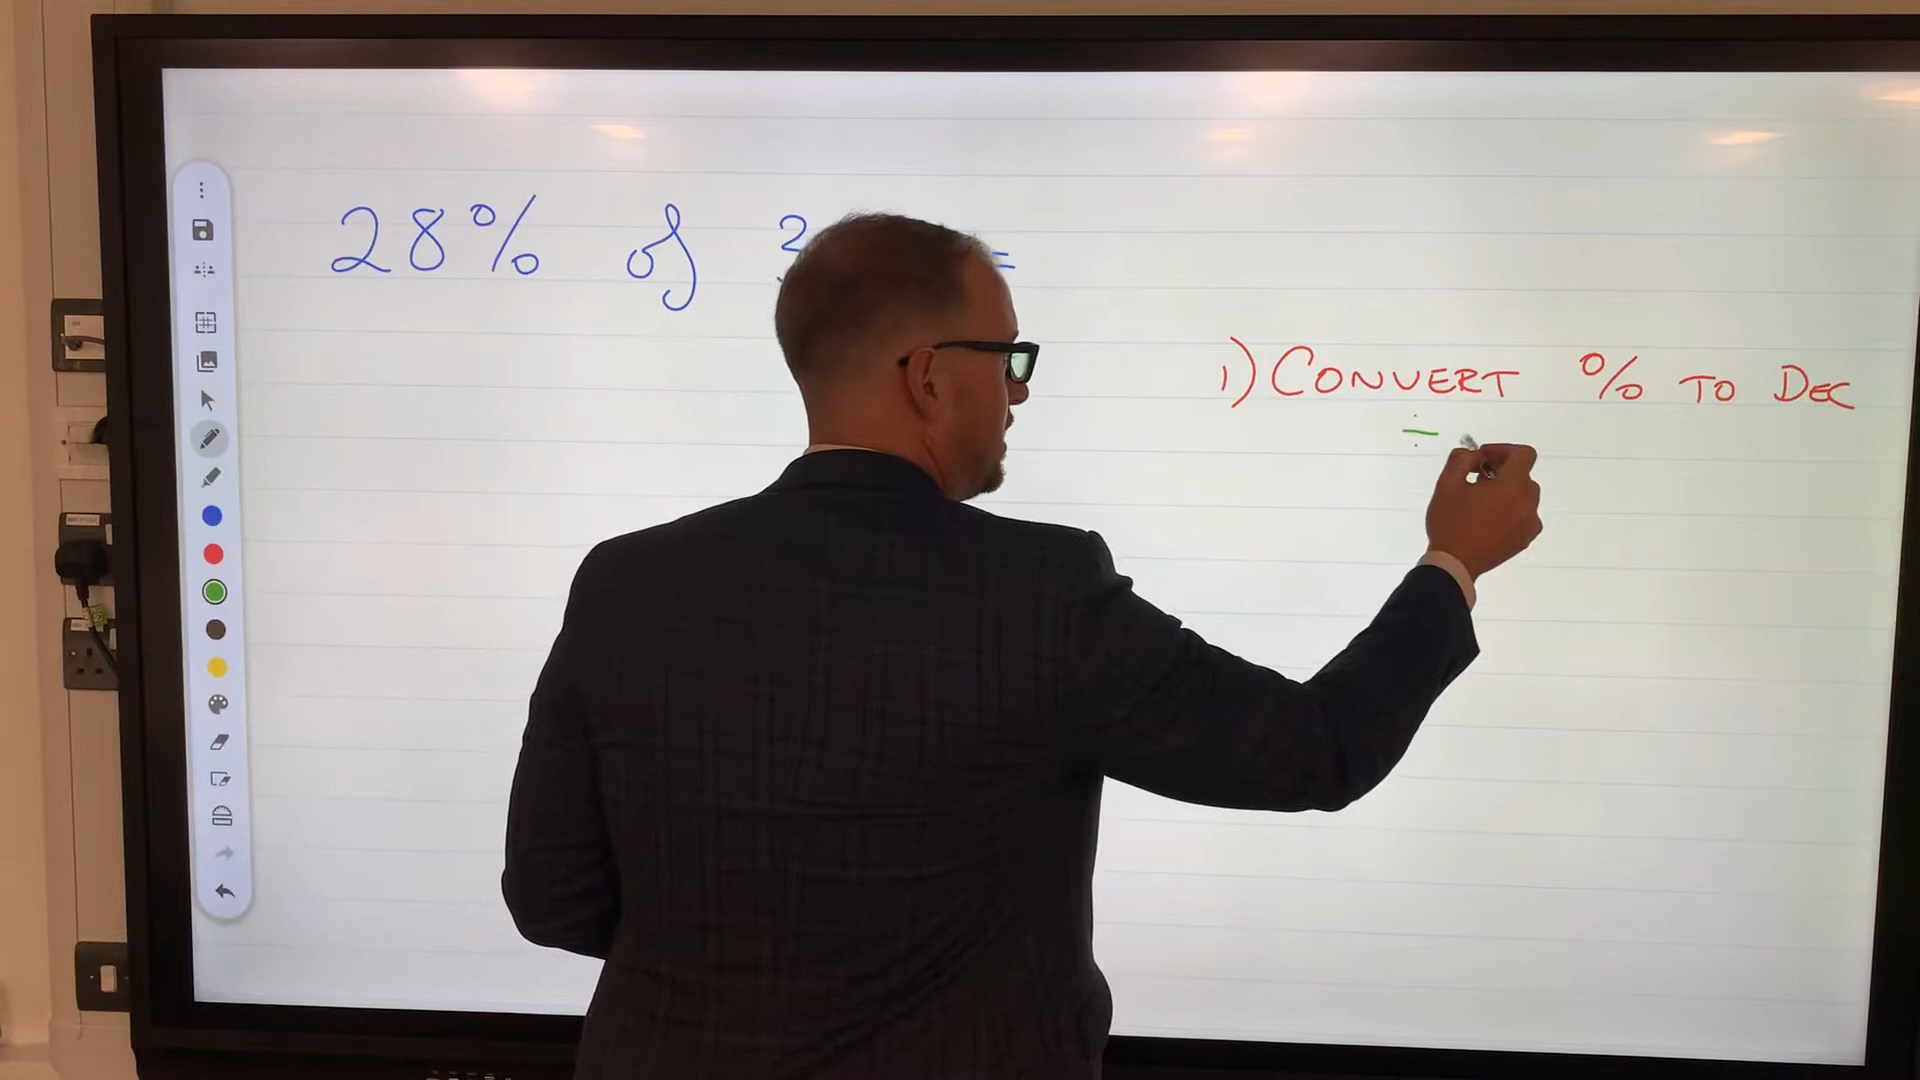 28% of 2 =
1) CONVERT % TO DEC
÷